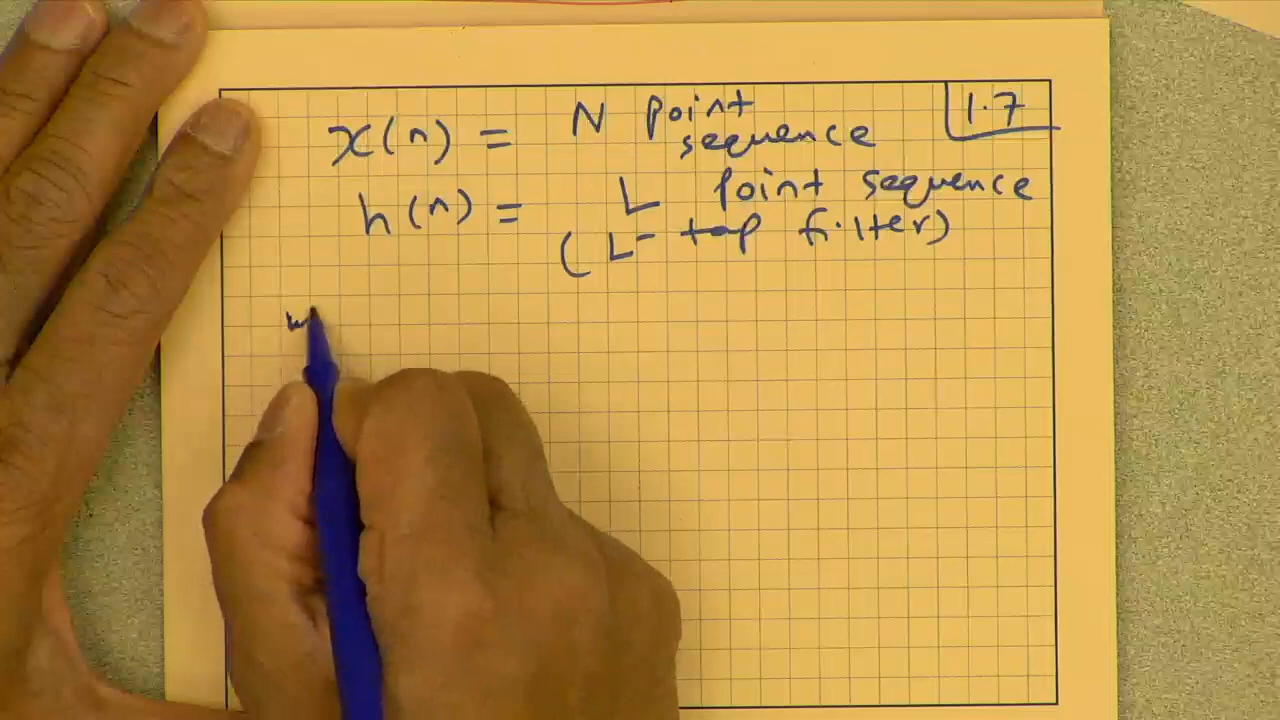 x(n) = N point sequence
1.7
h(n) = L point sequence
(L- tap filter)